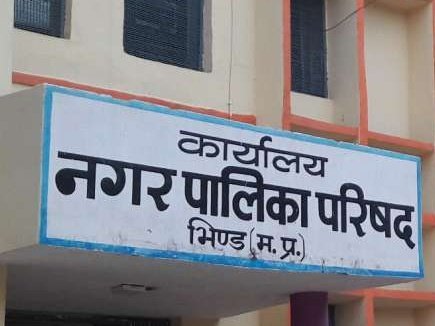 कार्यालय
नगर पालिका परिषद
भिण्ड (म. प्र.)